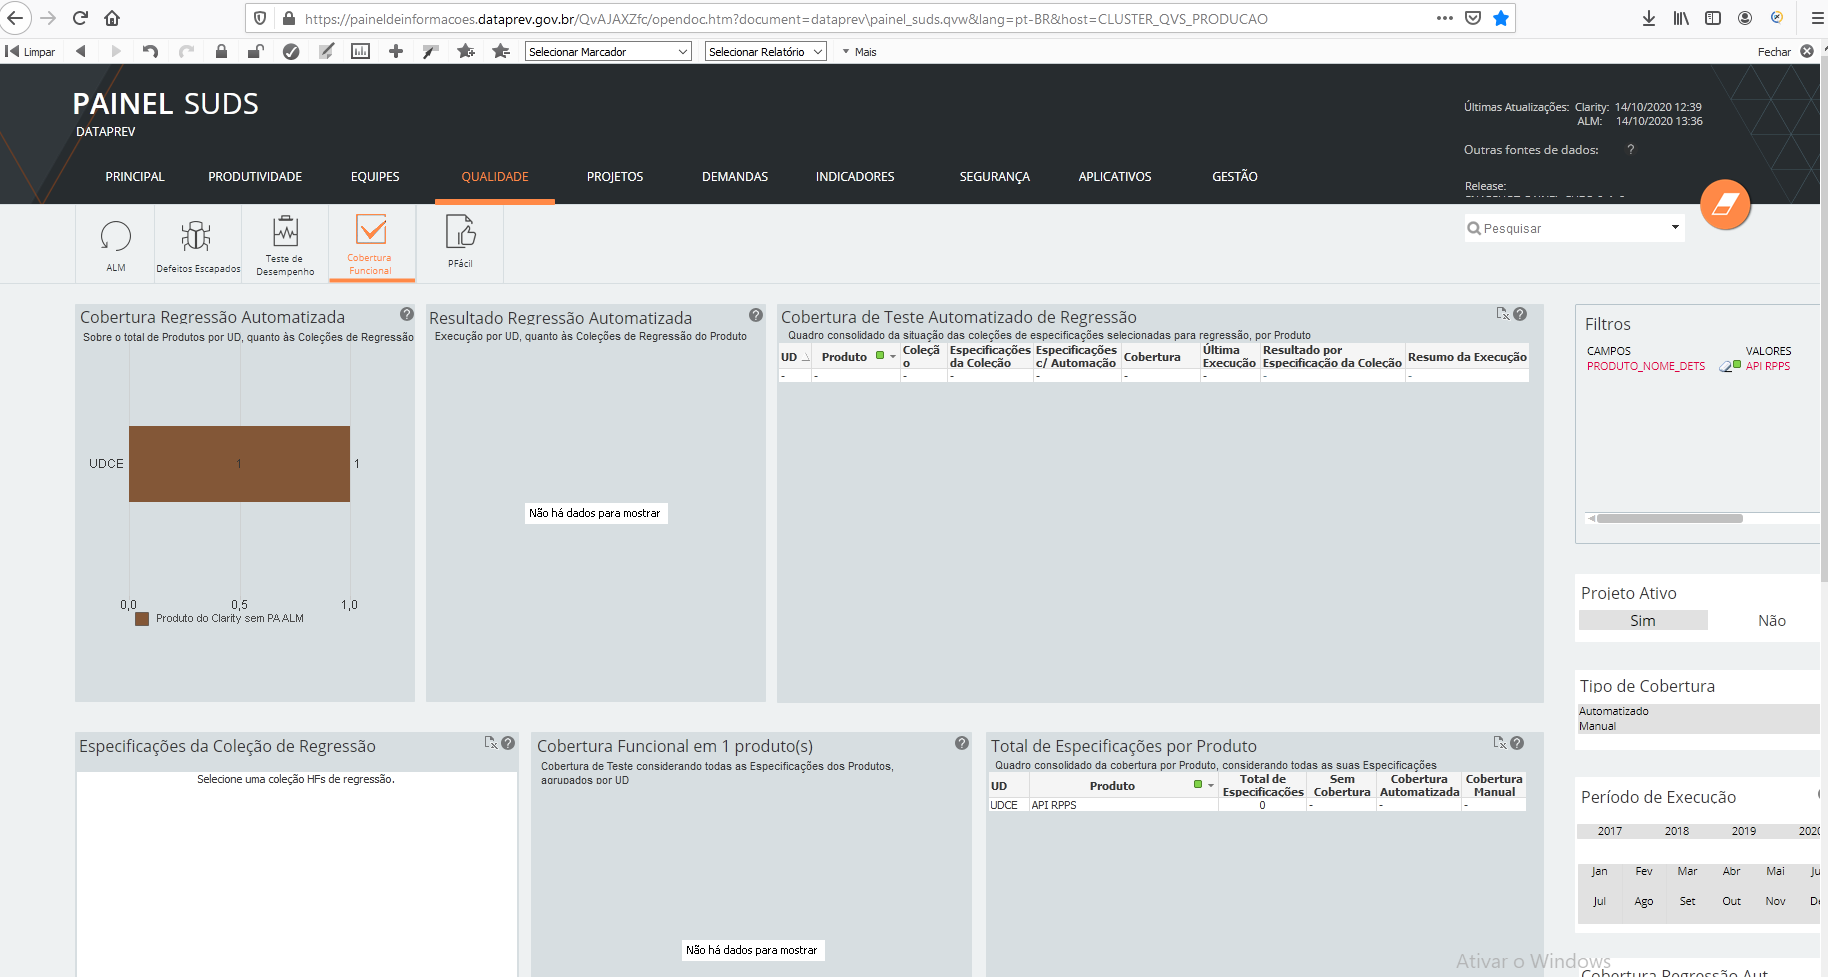 https://paineldeinformacoes.dataprev.gov.br/QvAJAXZfc/opendoc.htm?document=dataprev\painel_suds.qvw&lang=pt-BR&host=CLUSTER_QVS_PRODUCAO
Limpar
Selecionar Marcador
Selecionar Relatório
Mais
Fechar
PAINEL SUDS
DATAPREV
Últimas Atualizações: Clarity: 14/10/2020 12:39
ALM: 14/10/2020 13:36
Outras fontes de dados: ?
Release:
PRINCIPAL PRODUTIVIDADE EQUIPES QUALIDADE PROJETOS DEMANDAS INDICADORES SEGURANÇA APLICATIVOS GESTÃO
ALM
Defeitos Escapados
Teste de
Desempenho
Cobertura
Funcional
PFácil
Pesquisar
Cobertura Regressão Automatizada
Sobre o total de Produtos por UD, quanto às Coleções de Regressão
UDCE
1
1
0,0 0,5 1,0
Produto do Clarity sem PA ALM
Resultado Regressão Automatizada
Execução por UD, quanto às Coleções de Regressão do Produto
Não há dados para mostrar
Cobertura de Teste Automatizado de Regressão
Quadro consolidado da situação das coleções de especificações selecionadas para regressão, por Produto
UD
Produto
Coleçã
o
Especificações
da Coleção
Especificações
c/ Automação
Cobertura
Última
Execução
Resultado por
Especificação da Coleção
Resumo da Execução
- - - - - - - - -
Filtros
CAMPOS VALORES
PRODUTO_NOME_DETS API RPPS
Projeto Ativo
Sim Não
Tipo de Cobertura
Automatizado
Manual
Período de Execução
2017 2018 2019 2020
Jan Fev Mar Abr Mai Ju
Jul Ago Set Out Nov De
Especificações da Coleção de Regressão
Selecione uma coleção HFs de regressão.
Cobertura Funcional em 1 produto(s)
Cobertura de Teste considerando todas as Especificações dos Produtos,
agrupados por UD
Não há dados para mostrar
Total de Especificações por Produto
Quadro consolidado da cobertura por Produto, considerando todas as suas Especificações
UD
Produto
Total de
Especificações
Sem
Cobertura
Cobertura
Automatizada
Cobertura
Manual
UDCE API RPPS 0 - - -
Ativar o Windows
Cobertura Regressão Aut